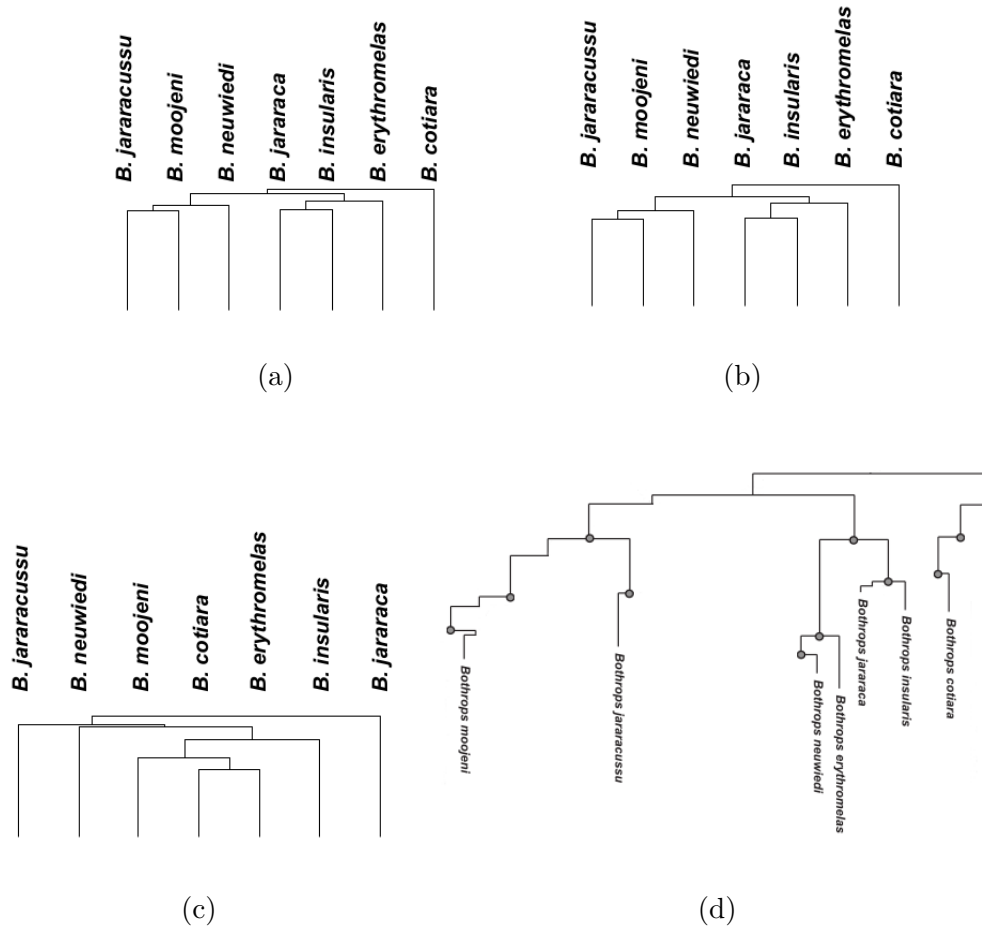 B. jararacussu
B. moojeni
B. neuwiedi
B. jararaca
B. insularis
B. erythromelas
B. cotiara
(a)
B. jararacussu
B. moojeni
B. neuwiedi
B. jararaca
B. insularis
B. erythromelas
B. cotiara
(b)
B. jararacussu
B. neuwiedi
B. moojeni
B. cotiara
B. erythromelas
B. insularis
B. jararaca
(c)
Bothrops moojeni
Bothrops jararacussu
Bothrops neuwiedi
Bothrops erythromelas
Bothrops jararaca
Bothrops insularis
Bothrops cotiara
(d)